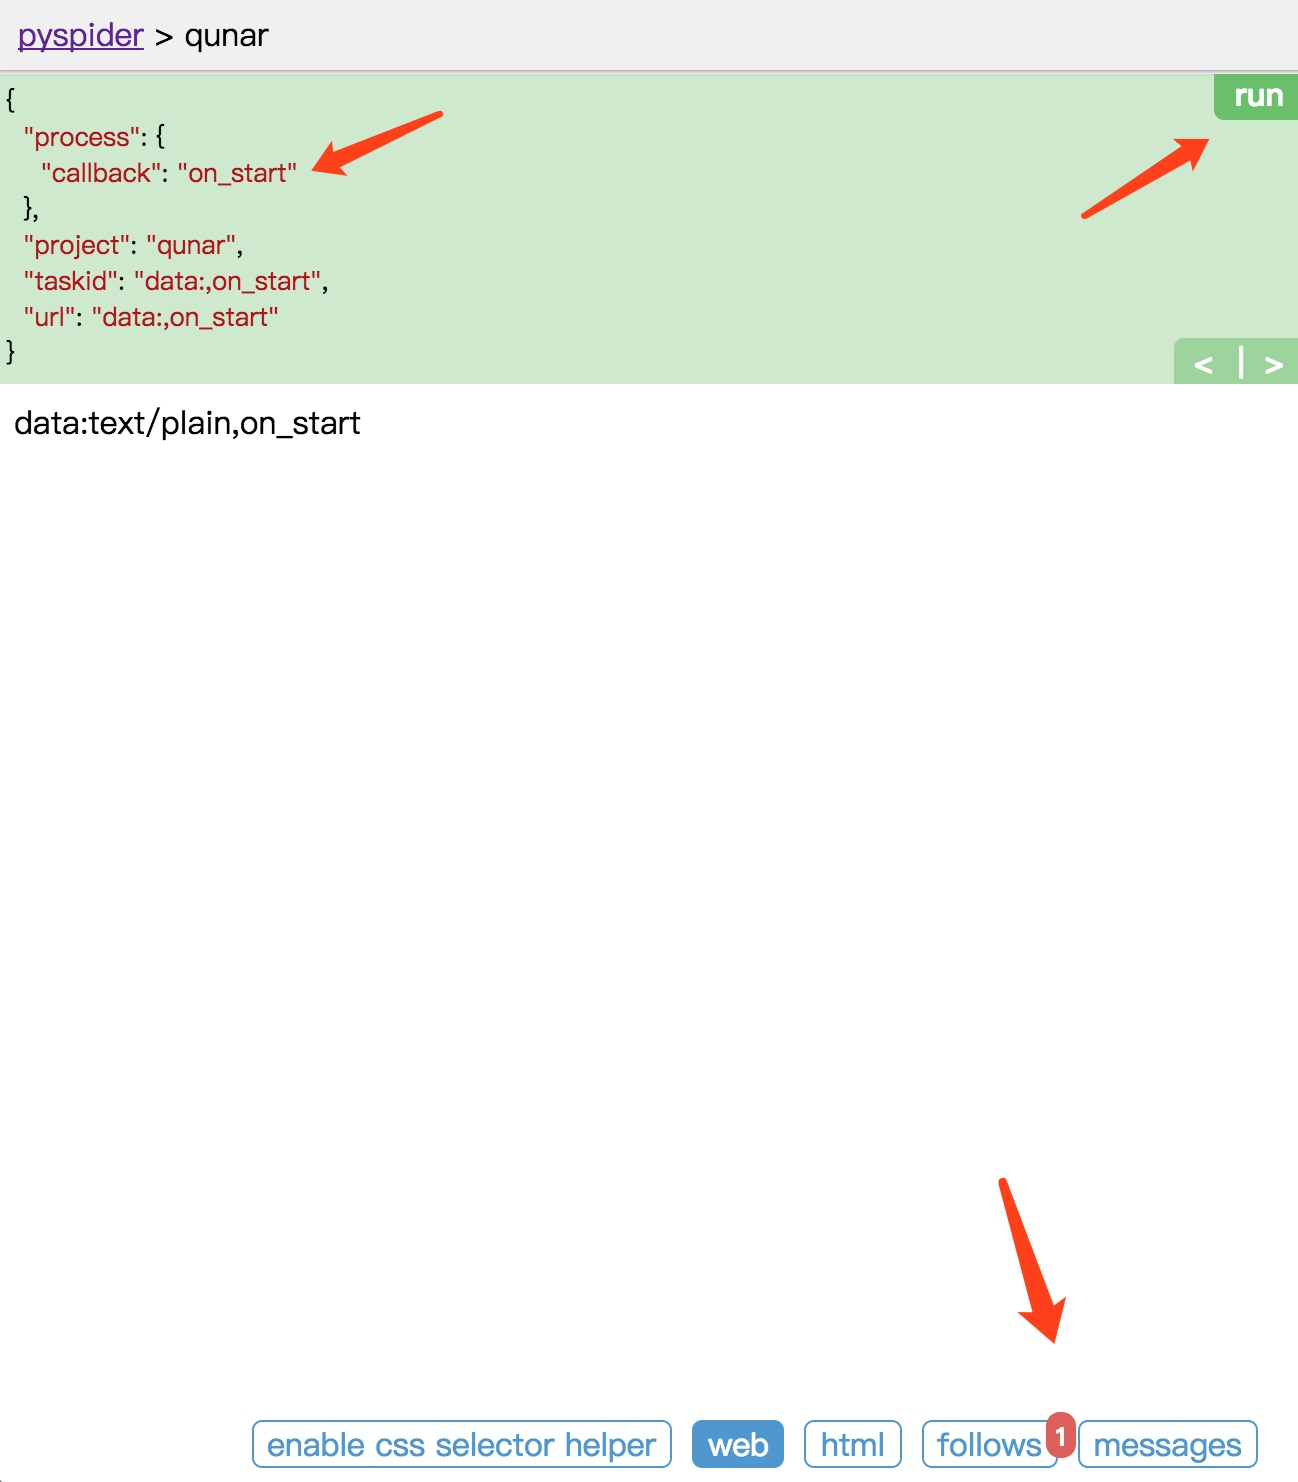 pyspider > qunar
run
{
"process": {
"callback": "on_start"
},
"project": "qunar",
"taskid": "data:,on_start",
"url": "data:,on_start"
}
< | >
data:text/plain,on_start
enable css selector helper web html follows 1 messages